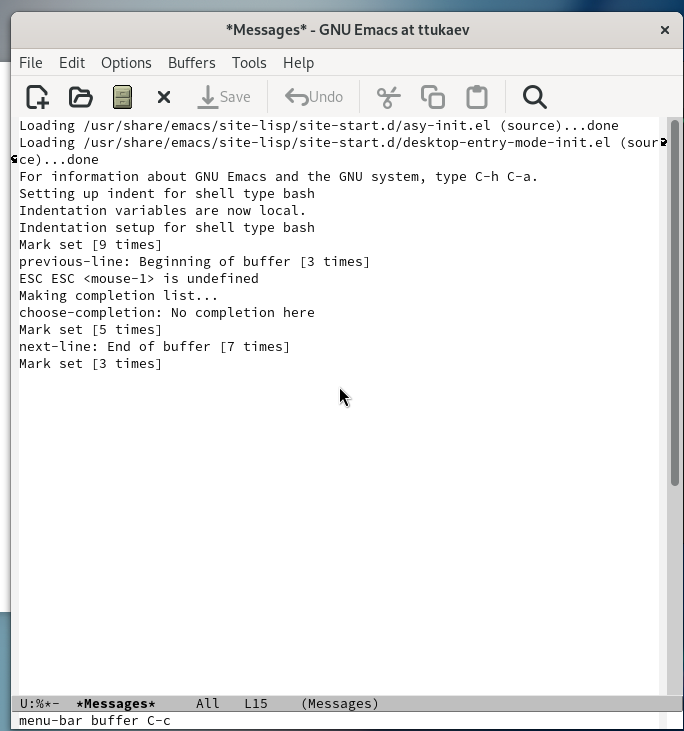 *Messages* - GNU Emacs at ttukaev
File Edit Options Buffers Tools Help
Save Undo
Loading /usr/share/emacs/site-lisp/site-start.d/asy-init.el (source)...done
Loading /usr/share/emacs/site-lisp/site-start.d/desktop-entry-mode-init.el (sour
ce)...done
For information about GNU Emacs and the GNU system, type C-h C-a.
Setting up indent for shell type bash
Indentation variables are now local.
Indentation setup for shell type bash
Mark set [9 times]
previous-line: Beginning of buffer [3 times]
ESC ESC <mouse-1> is undefined
Making completion list...
choose-completion: No completion here
Mark set [5 times]
next-line: End of buffer [7 times]
Mark set [3 times]
U:%*- *Messages* All L15 (Messages)
menu-bar buffer C-c